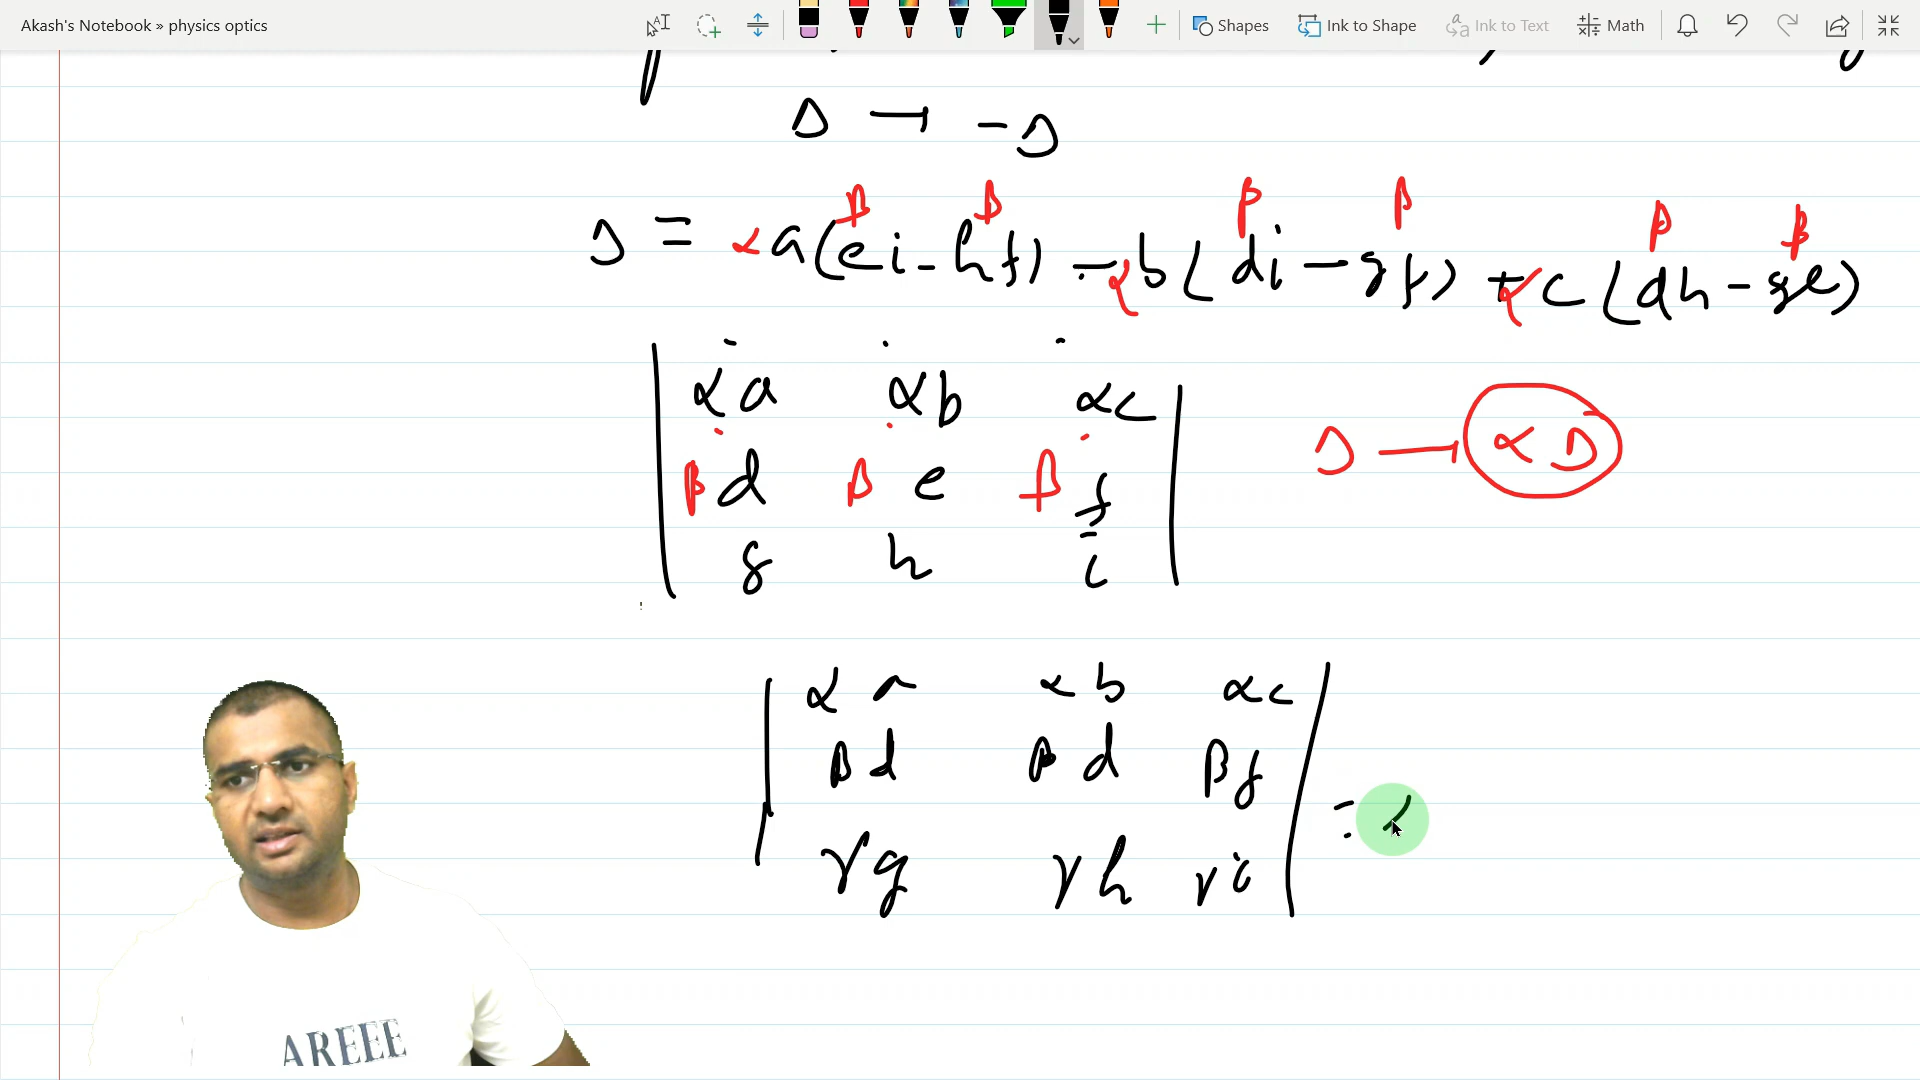 Akash's Notebook » physics optics
Shapes Ink to Shape Ink to Text Math
D → -D
D = αa(βei - βhf) - αb(βdi - βgf) + αc(βdh - βge)
αa αb αc
βd βe βf
g h i
D → αD
αa αb αc
βd βd βf
γg γh γi
= α
AREEE